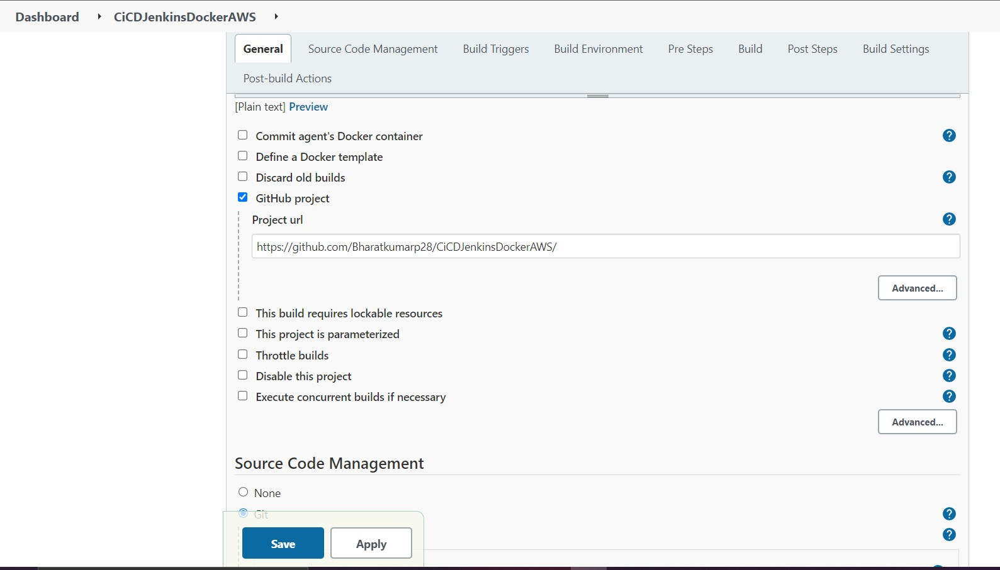 Dashboard CiCDJenkinsDockerAWS
General Source Code Management Build Triggers Build Environment Pre Steps Build Post Steps Build Settings
Post-build Actions
[Plain text] Preview
Commit agent's Docker container ?
Define a Docker template
Discard old builds ?
GitHub project
Project url ?
https://github.com/Bharatkumarp28/CiCDJenkinsDockerAWS/
Advanced...
This build requires lockable resources
This project is parameterized ?
Throttle builds ?
Disable this project ?
Execute concurrent builds if necessary ?
Advanced...
Source Code Management
None
Git ?
?
Save Apply